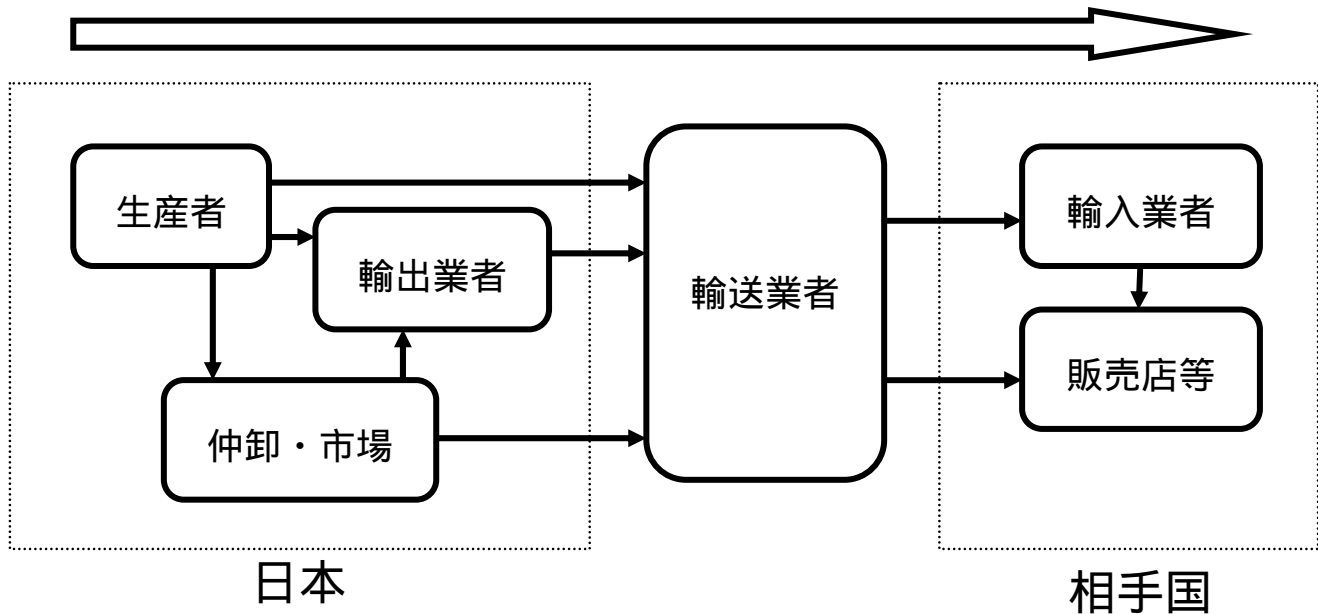 生産者
輸出業者
仲卸・市場
日本
輸送業者
輸入業者
販売店等
相手国